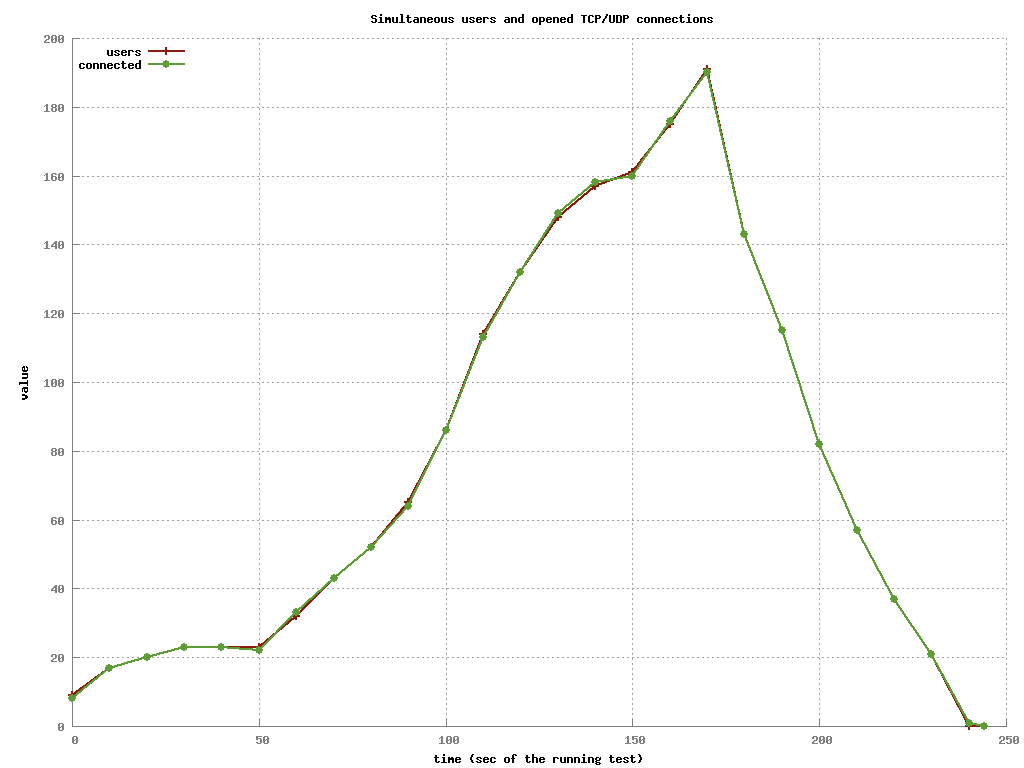 Simultaneous users and opened TCP/UDP connections
users
connected
200
180
160
140
120
100
80
60
40
20
0
value
0 50 100 150 200 250
time (sec of the running test)